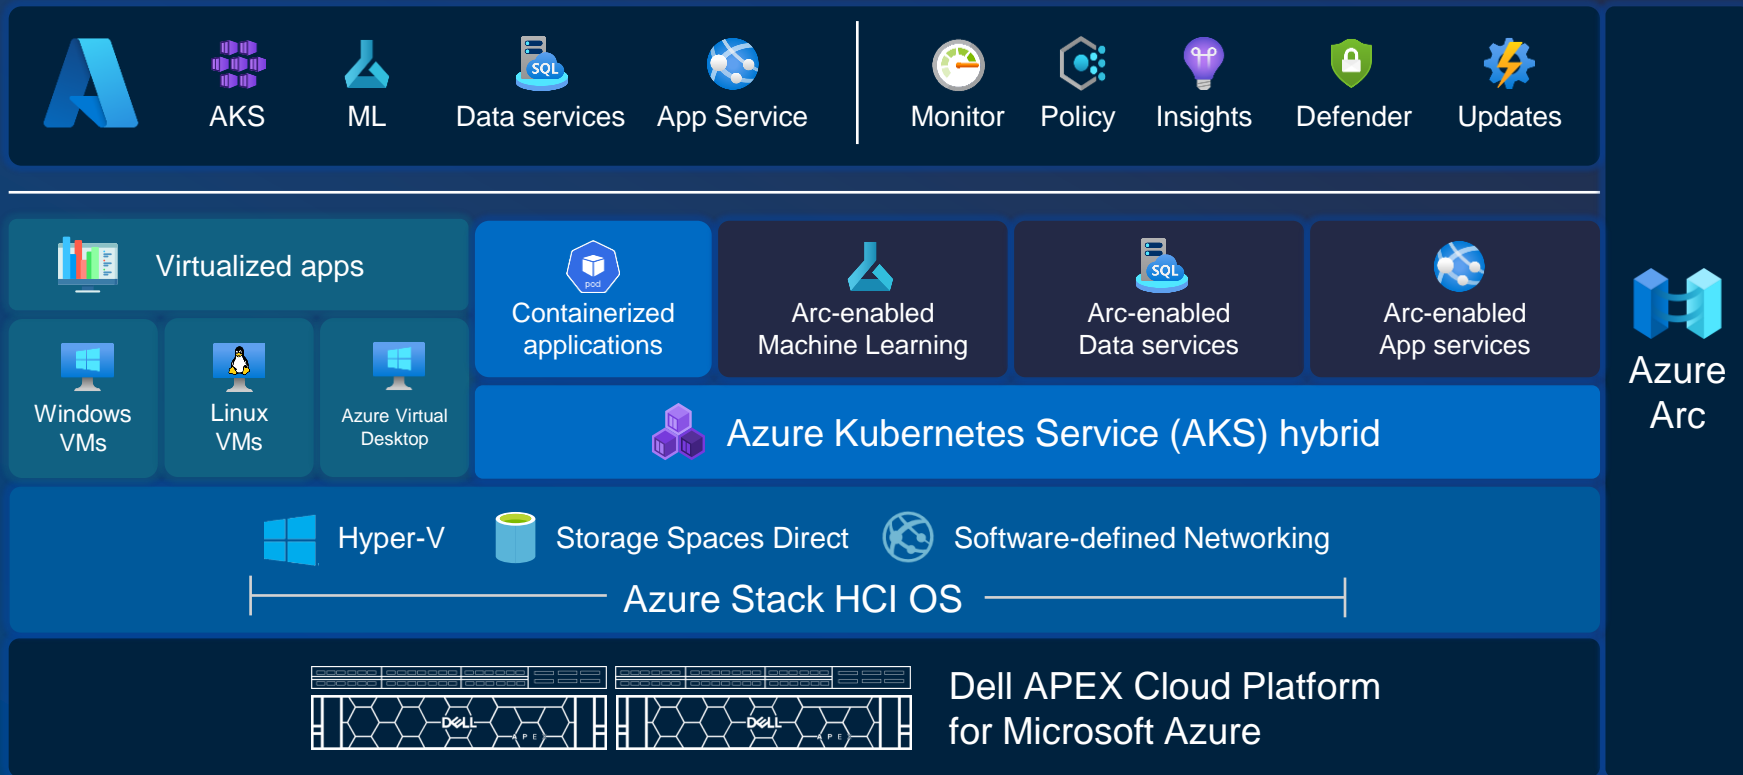 AKS
ML
Data services
App Service
Monitor
Policy
Insights
Defender
Updates
Virtualized apps
Windows
VMs
Linux
VMs
Azure Virtual
Desktop
pod
Containerized
applications
Arc-enabled
Machine Learning
SQL
Arc-enabled
Data services
Arc-enabled
App services
Azure Kubernetes Service (AKS) hybrid
Azure
Arc
Hyper-V
Storage Spaces Direct
Software-defined Networking
Azure Stack HCI OS
DELL
APEX
DELL
APEX
Dell APEX Cloud Platform
for Microsoft Azure
SQL